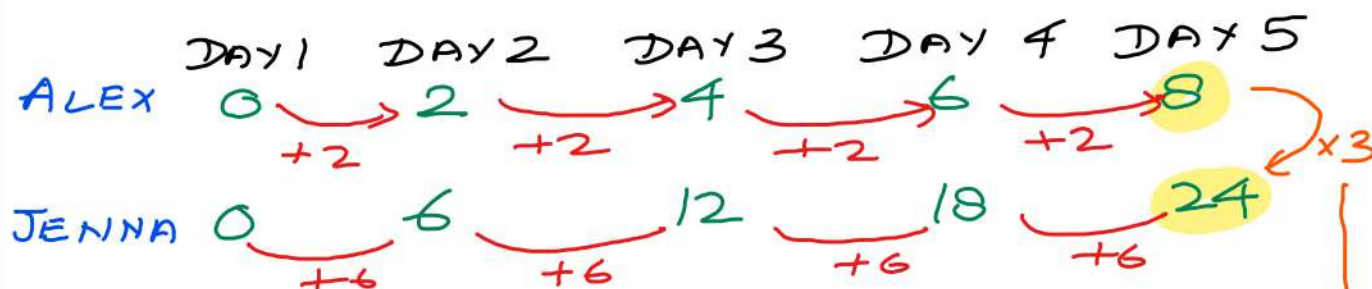 DAY 1 DAY 2 DAY 3 DAY 4 DAY 5
ALEX 0 2 4 6 8
+2 +2 +2 +2 ×3
JENNA 0 6 12 18 24
+6 +6 +6 +6